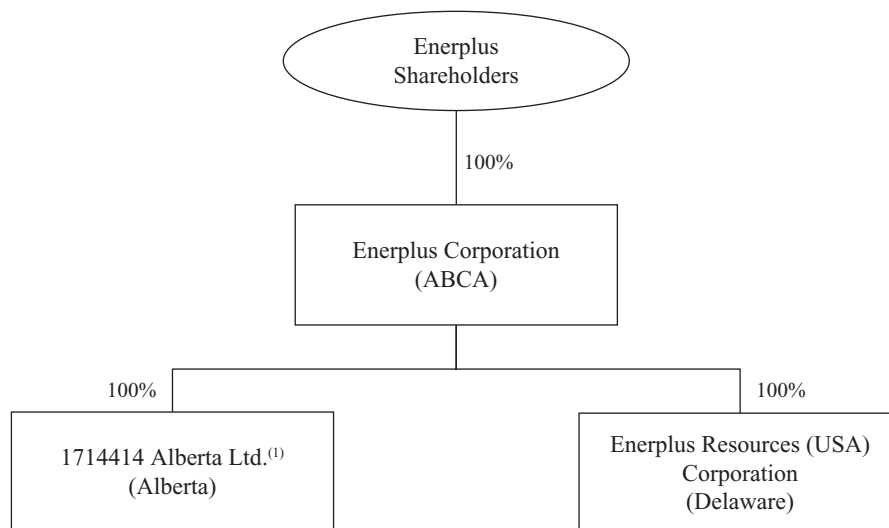 Enerplus
Shareholders
100%
Enerplus Corporation
(ABCA)
100%
100%
1714414 Alberta Ltd.(1)
(Alberta)
Enerplus Resources (USA)
Corporation
(Delaware)